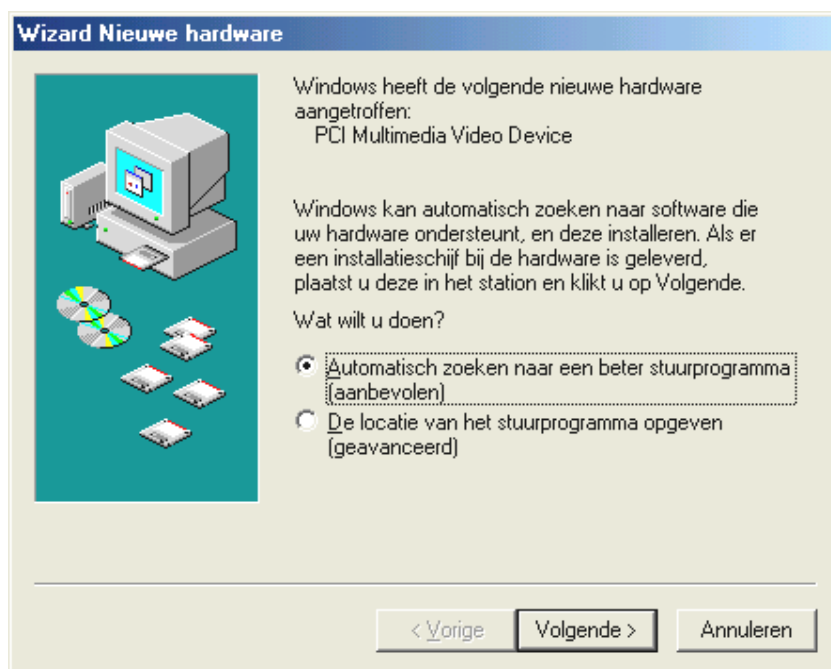 Wizard Nieuwe hardware
Windows heeft de volgende nieuwe hardware
aangetroffen:
PCI Multimedia Video Device
Windows kan automatisch zoeken naar software die
uw hardware ondersteunt, en deze installeren. Als er
een installatieschijf bij de hardware is geleverd,
plaatst u deze in het station en klikt u op Volgende.
Wat wilt u doen?
Automatisch zoeken naar een beter stuurprogramma
(aanbevolen)
De locatie van het stuurprogramma opgeven
(geavanceerd)
< Vorige
Volgende >
Annuleren